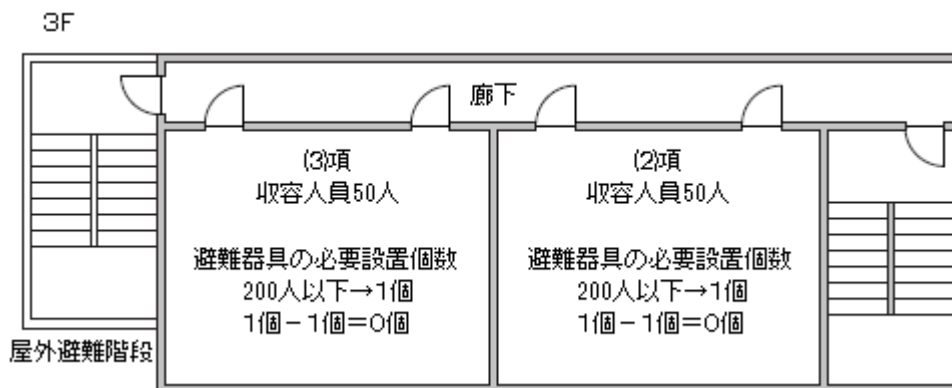 3F
廊下
(3)項
収容人員50人
避難器具の必要設置個数
200人以下→1個
1個-1個=0個
(2)項
収容人員50人
避難器具の必要設置個数
200人以下→1個
1個-1個=0個
屋外避難階段